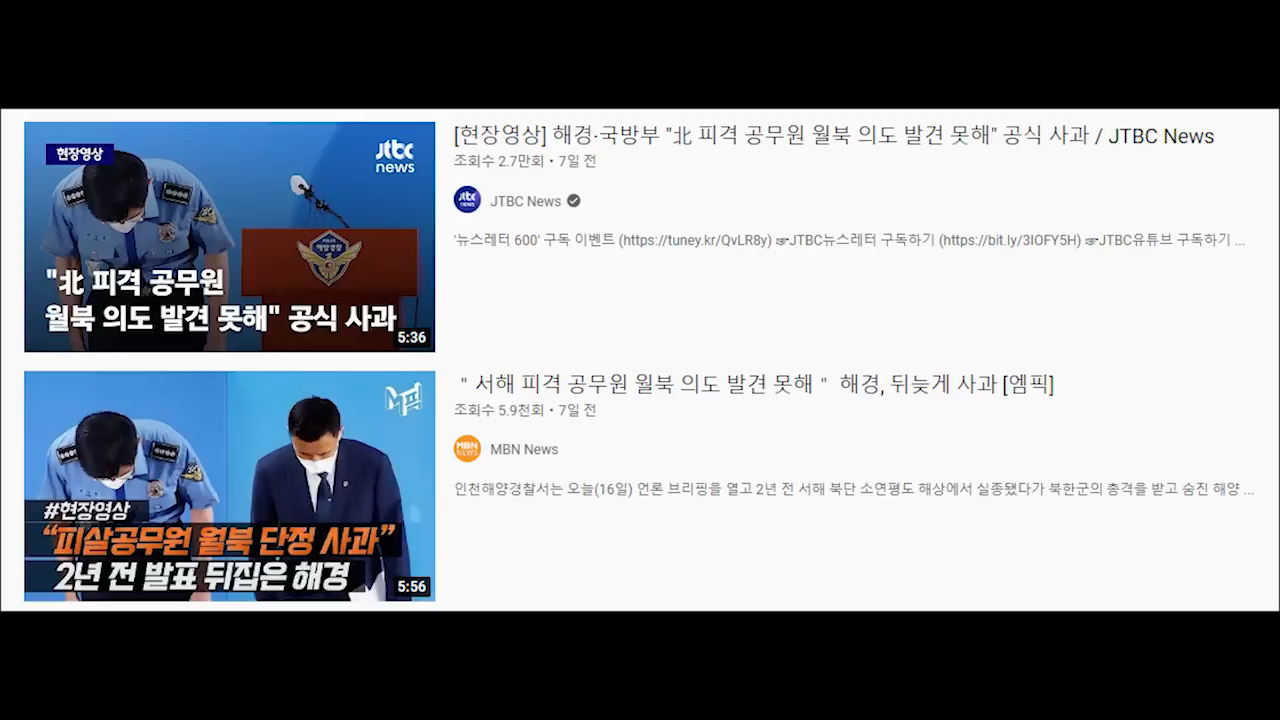 현장영상
jtbc
news
"北 피격 공무원
월북 의도 발견 못해" 공식 사과
5:36
[현장영상] 해경·국방부 "北 피격 공무원 월북 의도 발견 못해" 공식 사과 / JTBC News
조회수 2.7만회 • 7일 전
jtbc
news
JTBC News
'뉴스레터 600' 구독 이벤트 (https://tuney.kr/QvLR8y) ☞JTBC뉴스레터 구독하기 (https://bit.ly/3IOFY5H) ☞JTBC유튜브 구독하기 ...
엠픽
#현장영상
“피살공무원 월북 단정 사과”
2년 전 발표 뒤집은 해경
5:56
" 서해 피격 공무원 월북 의도 발견 못해 " 해경, 뒤늦게 사과 [엠픽]
조회수 5.9천회 • 7일 전
MBN
NEWS
MBN News
인천해양경찰서는 오늘(16일) 언론 브리핑을 열고 2년 전 서해 북단 소연평도 해상에서 실종됐다가 북한군의 총격을 받고 숨진 해양 ...